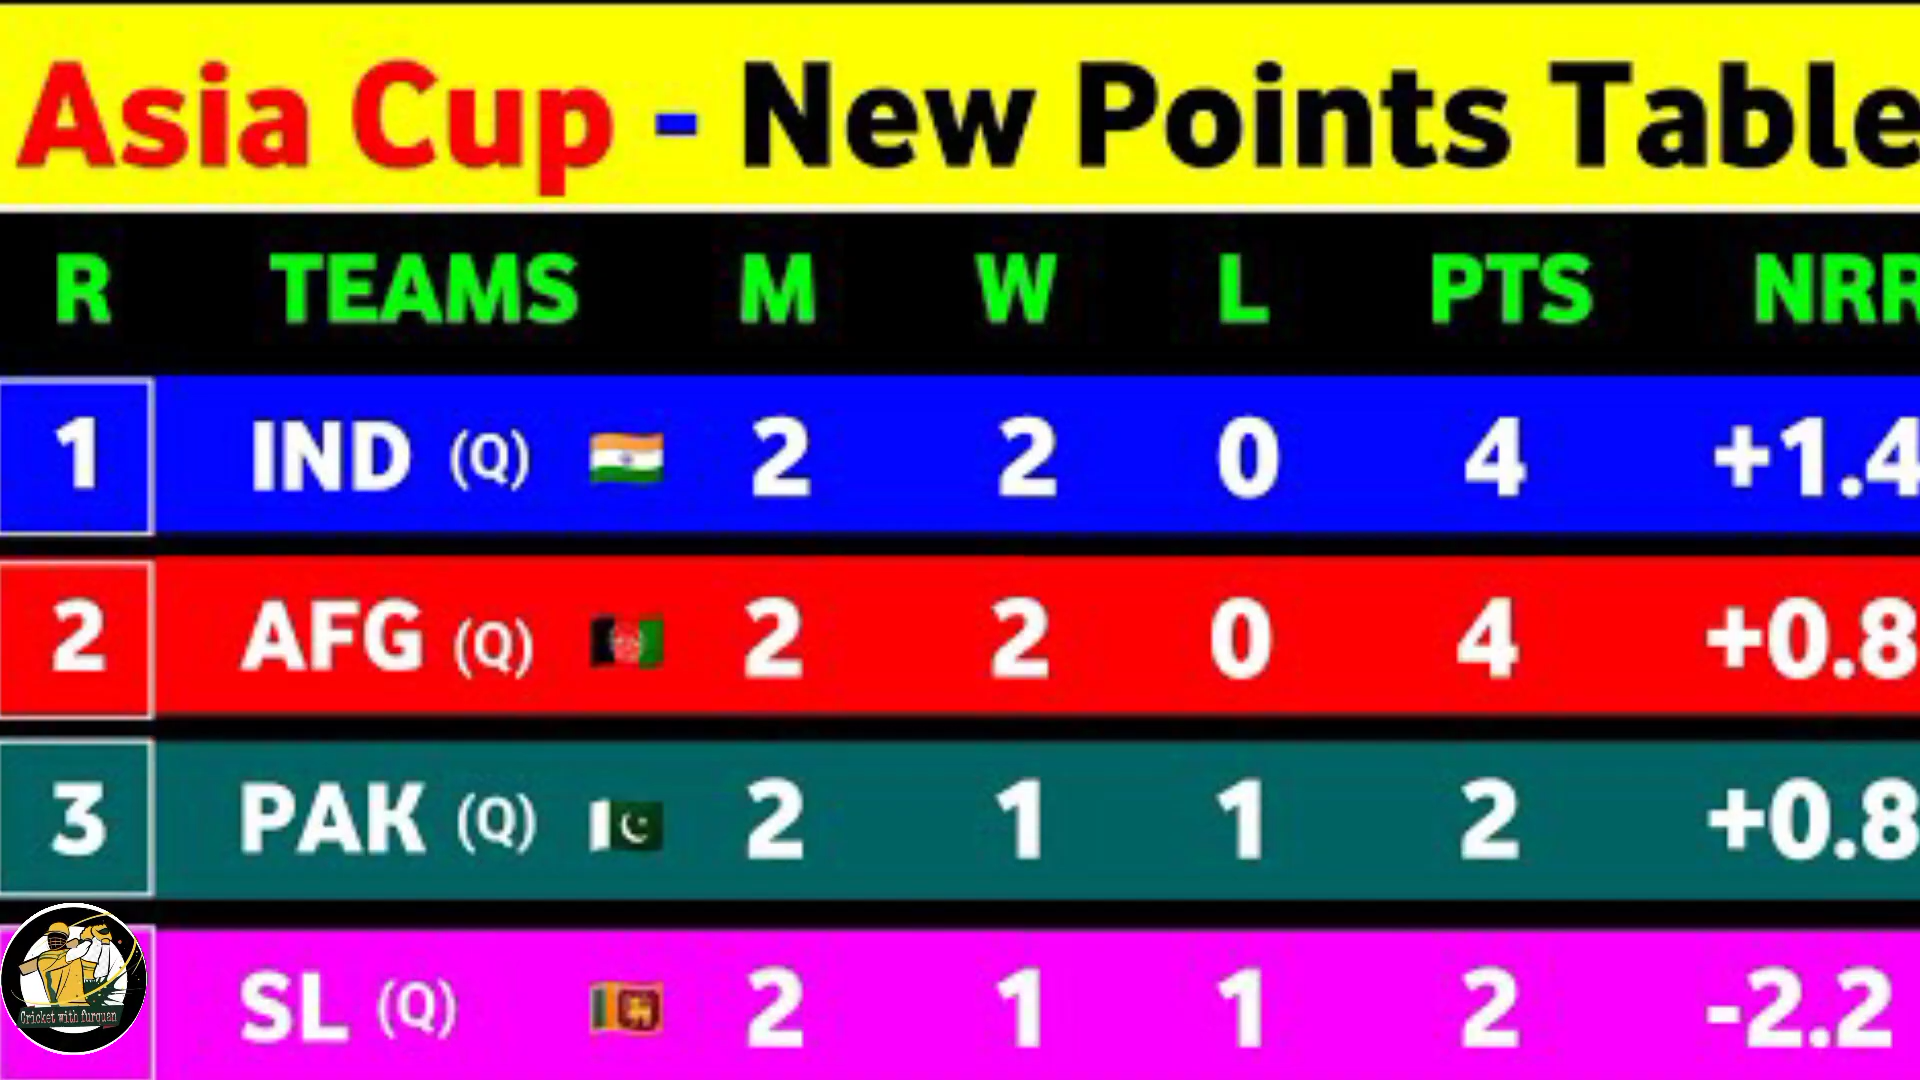 Asia Cup - New Points Table
R TEAMS M W L PTS NRR
1 IND (Q) 2 2 0 4 +1.4
2 AFG (Q) 2 2 0 4 +0.8
3 PAK (Q) 2 1 1 2 +0.8
SL (Q) 2 1 1 2 -2.2
Cricket with furquan